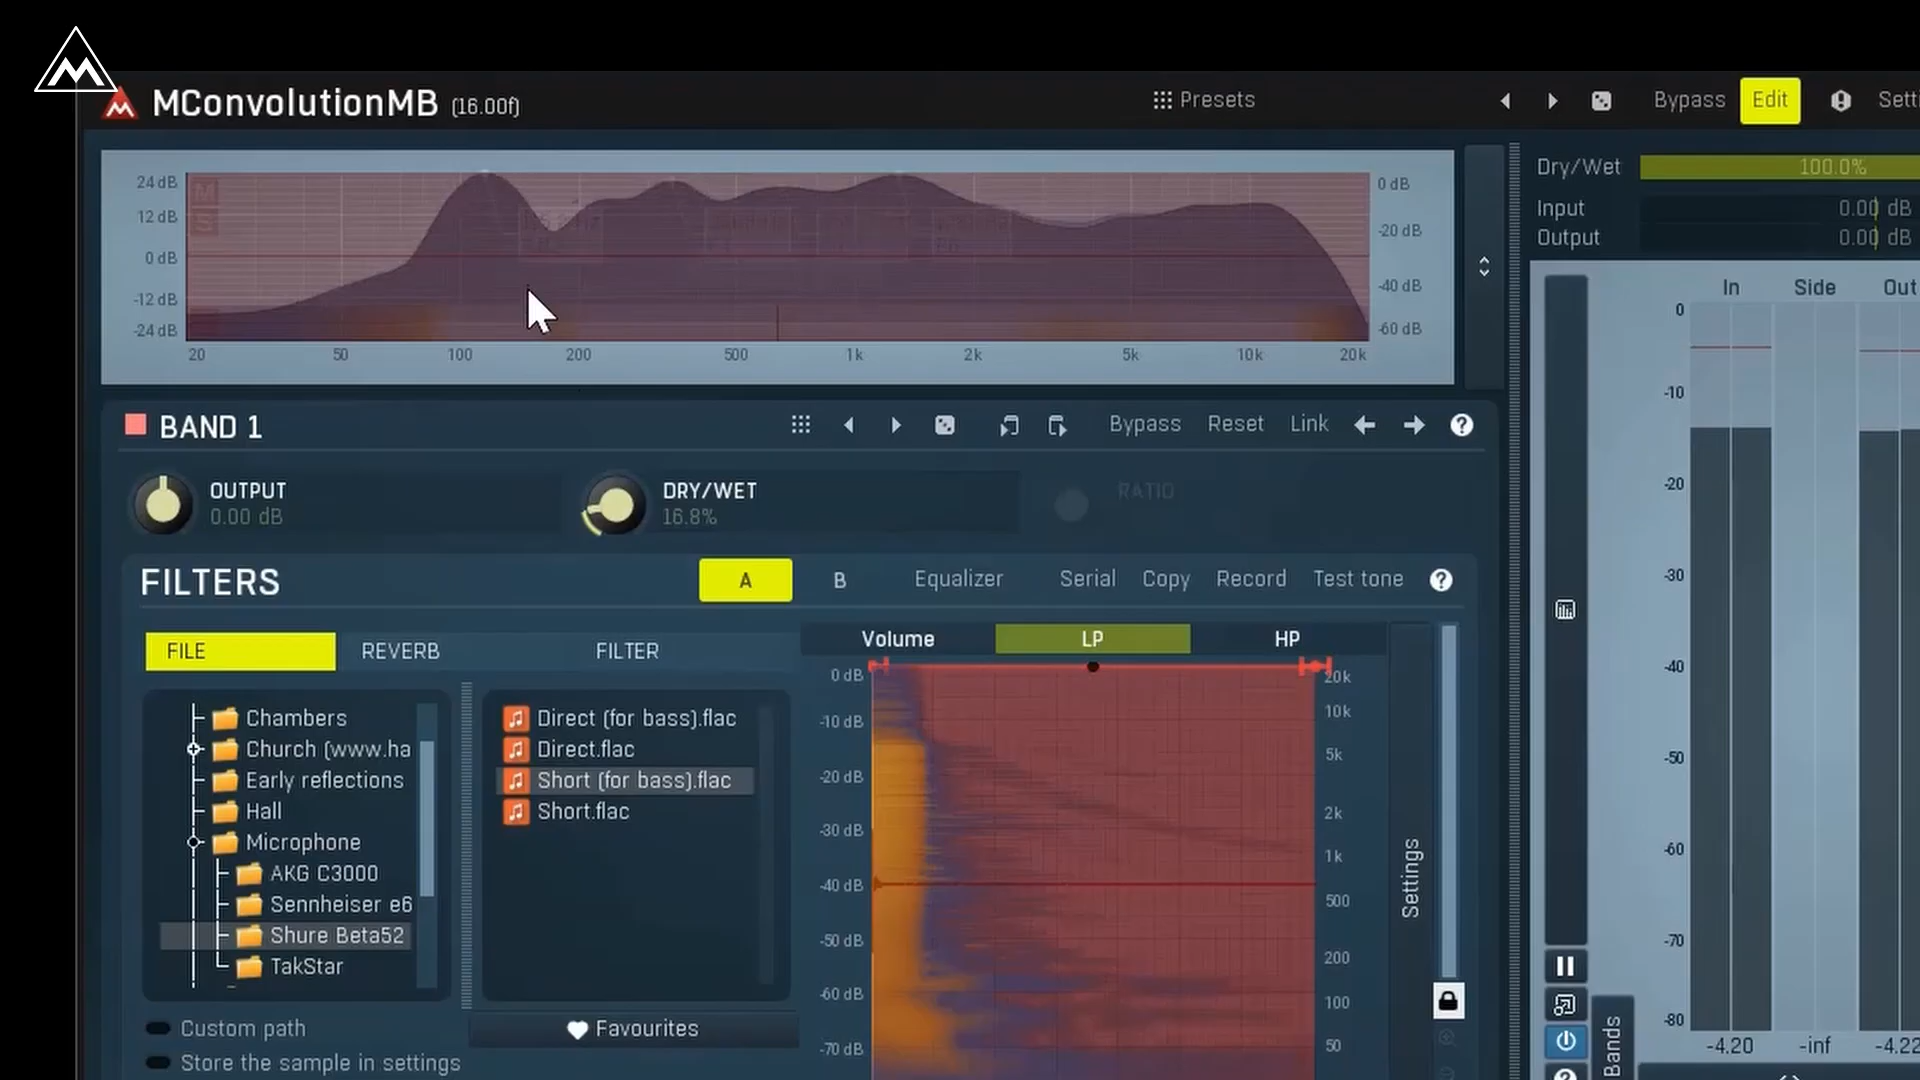 MConvolutionMB (16.00f)
Presets
Bypass Edit Setti
24 dB
12 dB
0 dB
-12 dB
-24 dB
M
S
0 dB
-20 dB
-40 dB
-60 dB
20 50 100 200 500 1k 2k 5k 10k 20k
Dry/Wet 100.0%
Input 0.00 dB
Output 0.00 dB
BAND 1
Bypass Reset Link
OUTPUT
0.00 dB
DRY/WET
16.8%
RATIO
FILTERS
A B Equalizer Serial Copy Record Test tone
FILE REVERB FILTER
Chambers
Church (www.ha
Early reflections
Hall
Microphone
AKG C3000
Sennheiser e6
Shure Beta52
TakStar
Custom path
Store the sample in settings
Direct (for bass).flac
Direct.flac
Short (for bass).flac
Short.flac
Favourites
Volume LP HP
0 dB
-10 dB
-20 dB
-30 dB
-40 dB
-50 dB
-60 dB
-70 dB
20k
10k
5k
2k
1k
500
200
100
50
Settings
In Side Out
0
-10
-20
-30
-40
-50
-60
-70
-80
-4.20 -inf -4.22
Bands